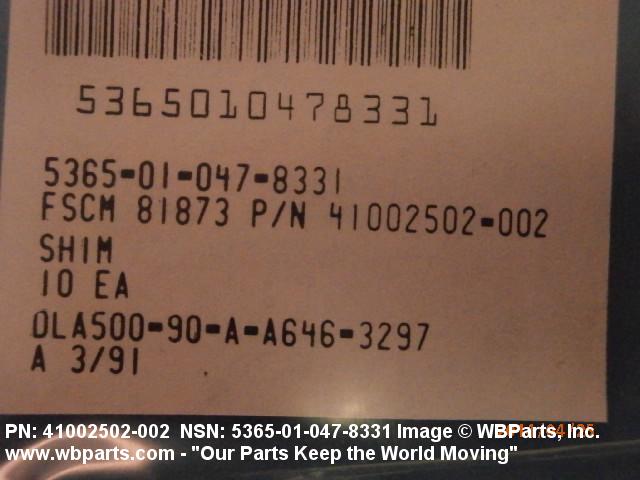 5365010478331
5365-01-047-8331
FSCM 81873 P/N 41002502-002
SHIM
10 EA
DLA500-90-A-A646-3297
A 3/91
PN: 41002502-002 NSN: 5365-01-047-8331 Image © WBParts, Inc.
www.wbparts.com - "Our Parts Keep the World Moving"